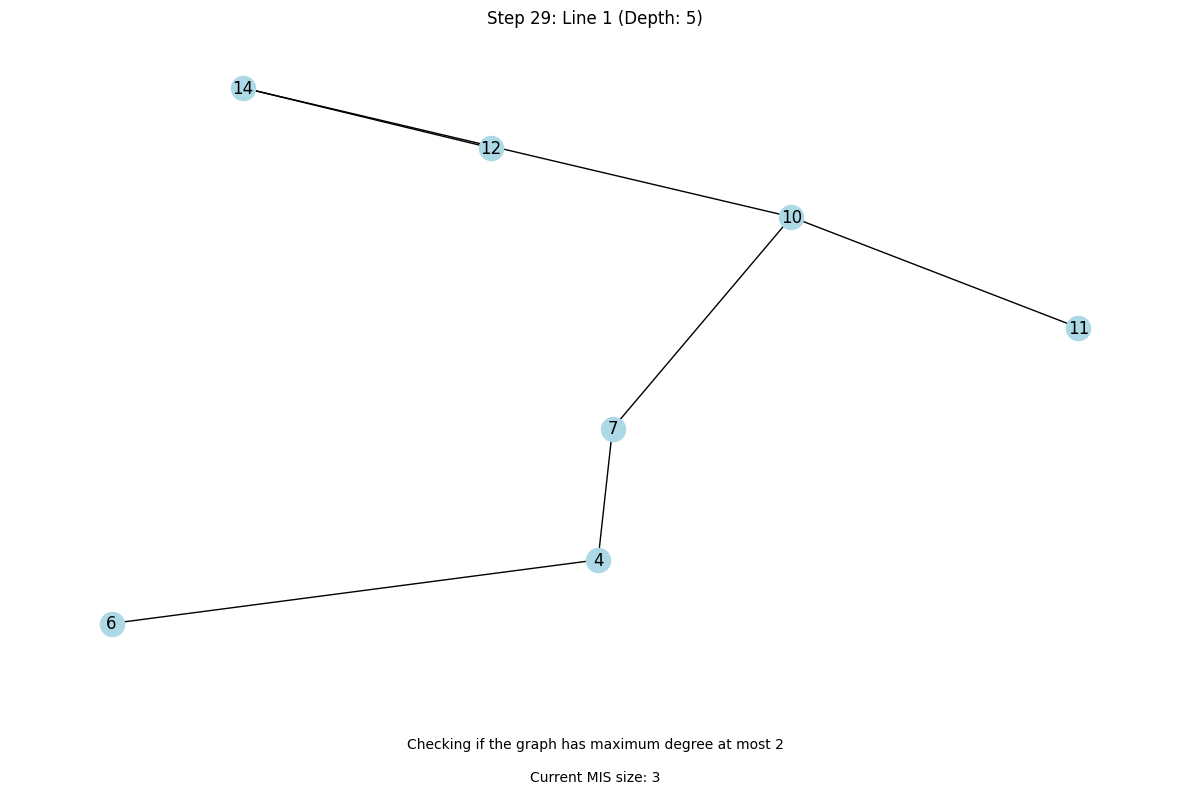 Step 29: Line 1 (Depth: 5)
14
12
10
11
7
4
6
Checking if the graph has maximum degree at most 2
Current MIS size: 3